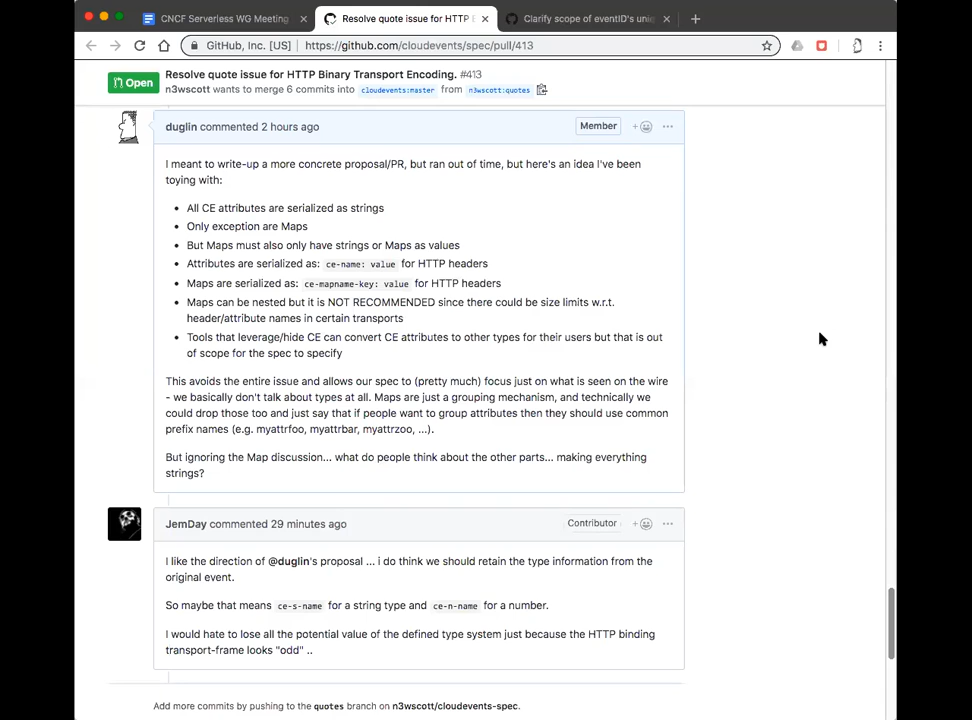 CNCF Serverless WG Meeting
Resolve quote issue for HTTP
Clarify scope of eventID's uni
GitHub, Inc. [US] https://github.com/cloudevents/spec/pull/413
Open
Resolve quote issue for HTTP Binary Transport Encoding. #413
n3wscott wants to merge 6 commits into cloudevents:master from n3wscott:quotes
duglin commented 2 hours ago
Member
I meant to write-up a more concrete proposal/PR, but ran out of time, but here's an idea I've been
toying with:
• All CE attributes are serialized as strings
• Only exception are Maps
• But Maps must also only have strings or Maps as values
• Attributes are serialized as: ce-name: value for HTTP headers
• Maps are serialized as: ce-mapname-key: value for HTTP headers
• Maps can be nested but it is NOT RECOMMENDED since there could be size limits w.r.t.
header/attribute names in certain transports
• Tools that leverage/hide CE can convert CE attributes to other types for their users but that is out
of scope for the spec to specify
This avoids the entire issue and allows our spec to (pretty much) focus just on what is seen on the wire
- we basically don't talk about types at all. Maps are just a grouping mechanism, and technically we
could drop those too and just say that if people want to group attributes then they should use common
prefix names (e.g. myattrfoo, myattrbar, myattrzoo, ...).
But ignoring the Map discussion... what do people think about the other parts... making everything
strings?
JemDay commented 29 minutes ago
Contributor
I like the direction of @duglin's proposal ... i do think we should retain the type information from the
original event.
So maybe that means ce-s-name for a string type and ce-n-name for a number.
I would hate to lose all the potential value of the defined type system just because the HTTP binding
transport-frame looks "odd" ..
Add more commits by pushing to the quotes branch on n3wscott/cloudevents-spec.